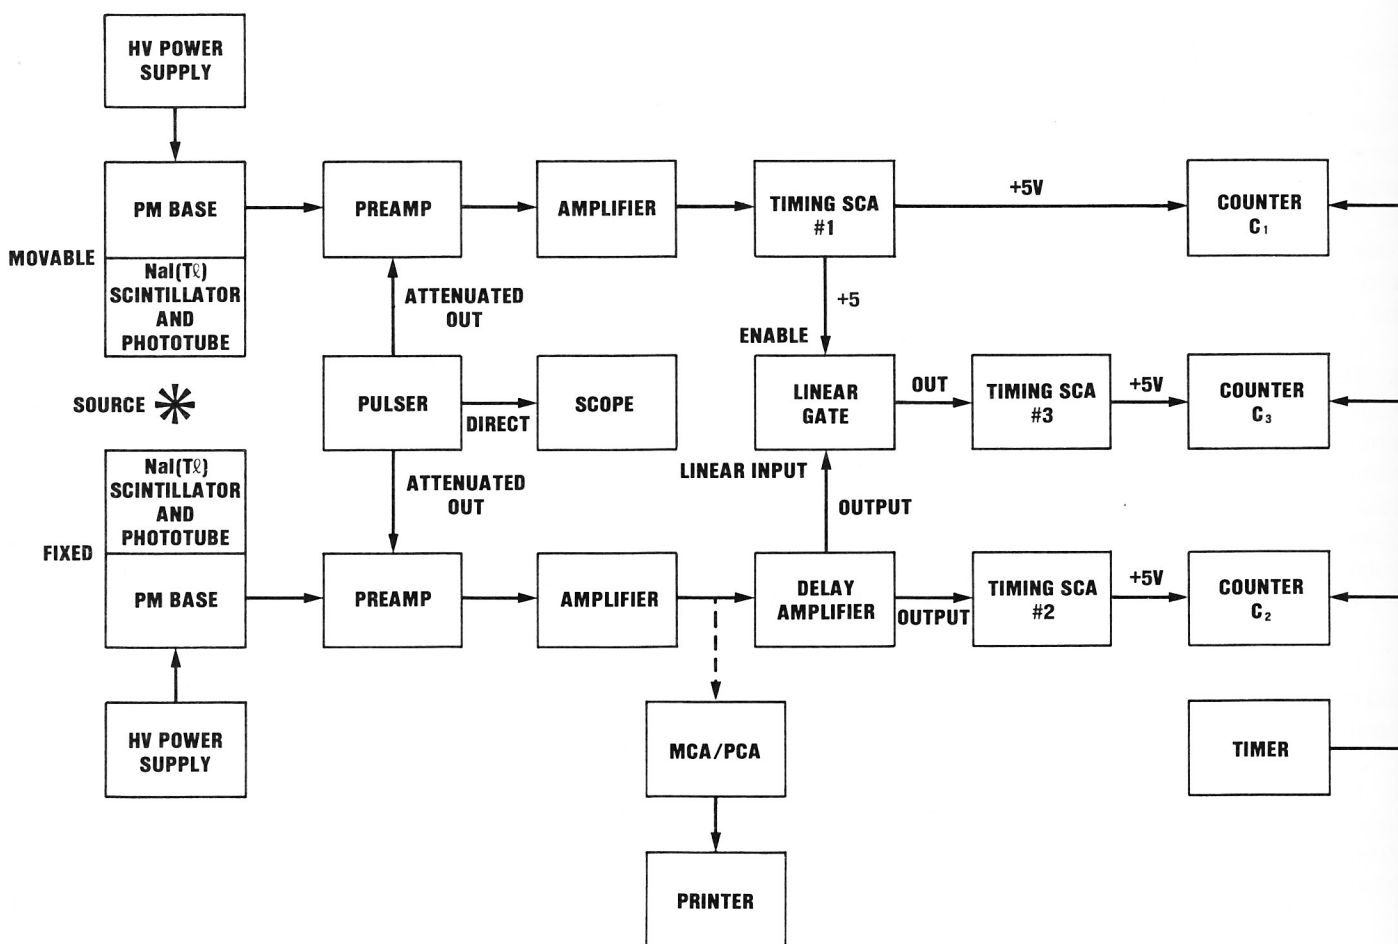 HV POWER
SUPPLY
PM BASE
PREAMP
AMPLIFIER
TIMING SCA
#1
+5V
COUNTER
C₁
MOVABLE
NaI(Tℓ)
SCINTILLATOR
AND
PHOTOTUBE
ATTENUATED
OUT
+5
ENABLE
SOURCE
PULSER
DIRECT
SCOPE
LINEAR
GATE
OUT
TIMING SCA
#3
+5V
COUNTER
C₃
NaI(Tℓ)
SCINTILLATOR
AND
PHOTOTUBE
ATTENUATED
OUT
LINEAR INPUT
OUTPUT
FIXED
PM BASE
PREAMP
AMPLIFIER
DELAY
AMPLIFIER
OUTPUT
TIMING SCA
#2
+5V
COUNTER
C₂
HV POWER
SUPPLY
MCA/PCA
TIMER
PRINTER